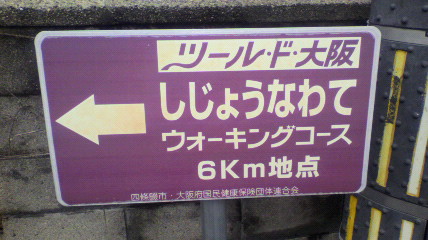 ツール・ド・大阪
しじょうなわて
ウォーキングコース
6Km地点
四條畷市・大阪府国民健康保険団体連合会